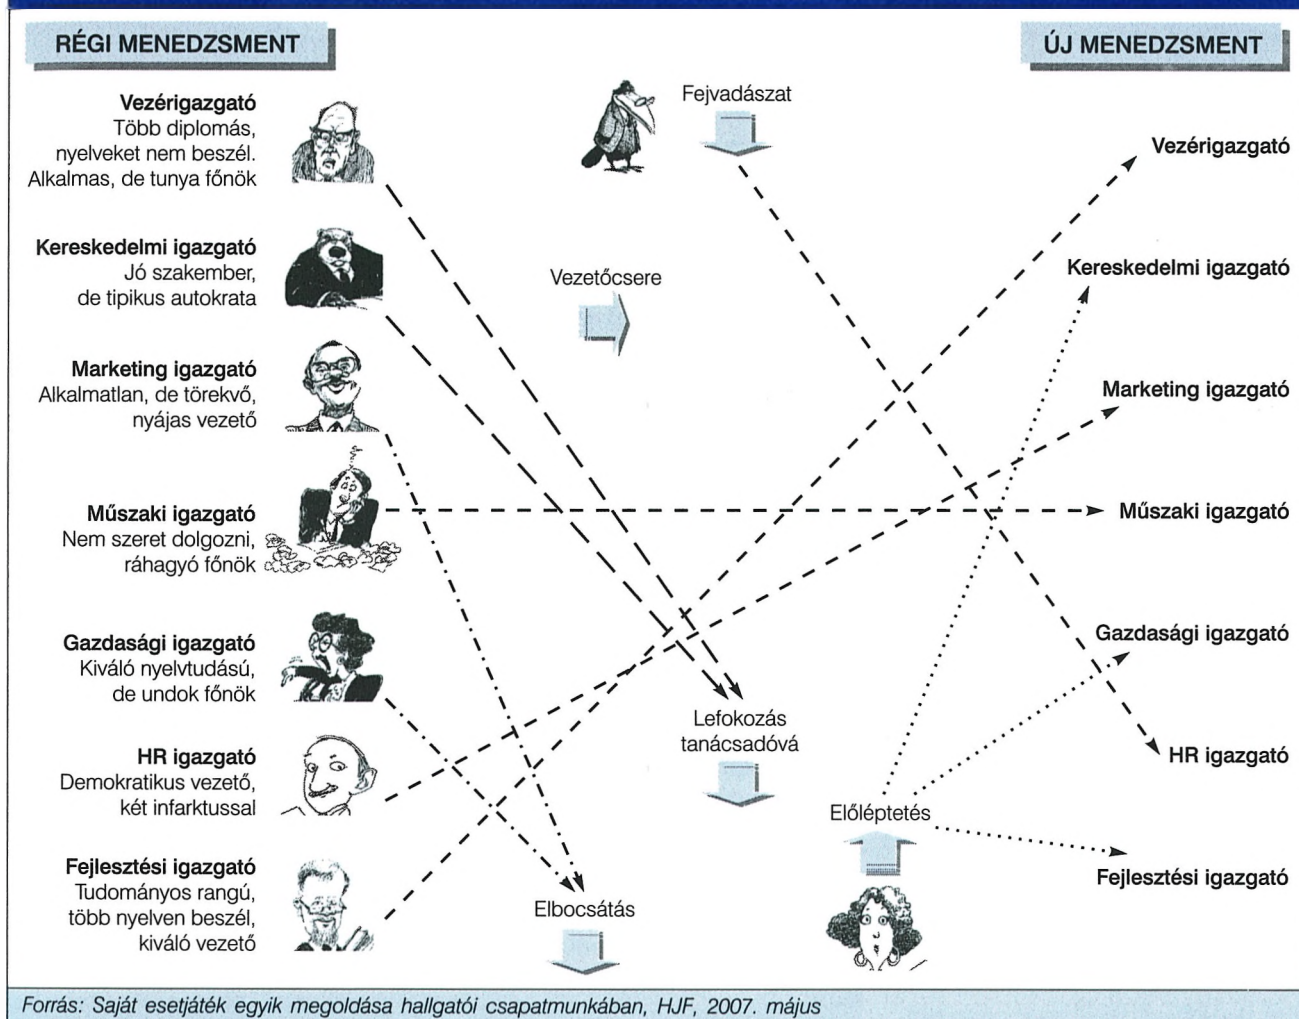 RÉGI MENEDZSMENT
ÚJ MENEDZSMENT
Vezérigazgató
Több diplomás,
nyelveket nem beszél.
Alkalmas, de tunya főnök
Kereskedelmi igazgató
Jó szakember,
de tipikus autokrata
Marketing igazgató
Alkalmatlan, de törekvő,
nyájas vezető
Műszaki igazgató
Nem szeret dolgozni,
ráhagyó főnök
Gazdasági igazgató
Kiváló nyelvtudású,
de undok főnök
HR igazgató
Demokratikus vezető,
két infarktussal
Fejlesztési igazgató
Tudományos rangú,
több nyelven beszél,
kiváló vezető
Fejvadászat
Vezetőcsere
Lefokozás
tanácsadóvá
Elbocsátás
Előléptetés
Vezérigazgató
Kereskedelmi igazgató
Marketing igazgató
Műszaki igazgató
Gazdasági igazgató
HR igazgató
Fejlesztési igazgató
Forrás: Saját esetjáték egyik megoldása hallgatói csapatmunkában, HJF, 2007. május